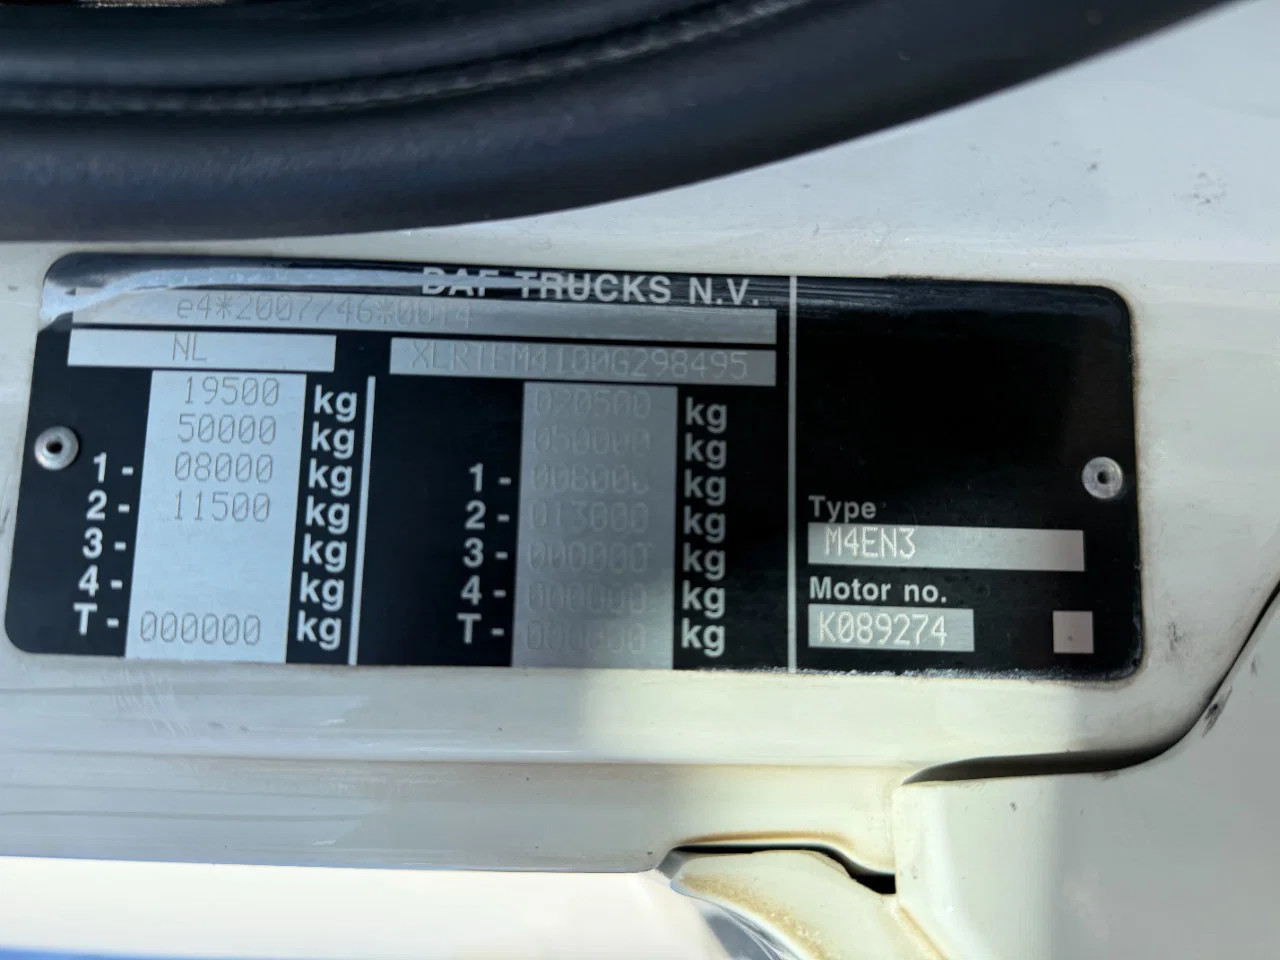 DAF TRUCKS N.V.
e4*2007/46*0014
NL
19500 kg 020500 kg
50000 kg 050000 kg
1- 08000 kg 1- kg
2- 11500 kg 2- 013000 kg
3- kg 3- 000000 kg
4- kg 4- 000000 kg
T- 000000 kg T- 000000 kg
Type
M4EN3
Motor no.
K089274